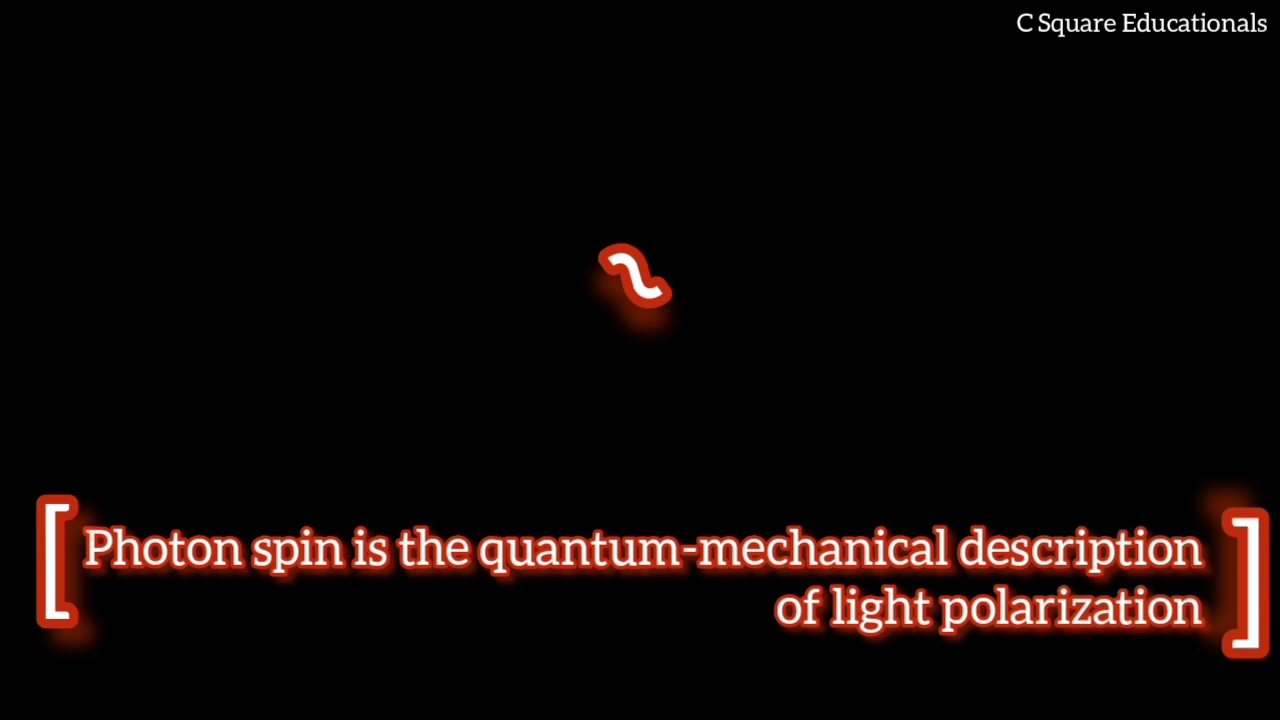 C Square Educationals
~
[Photon spin is the quantum-mechanical description
of light polarization]